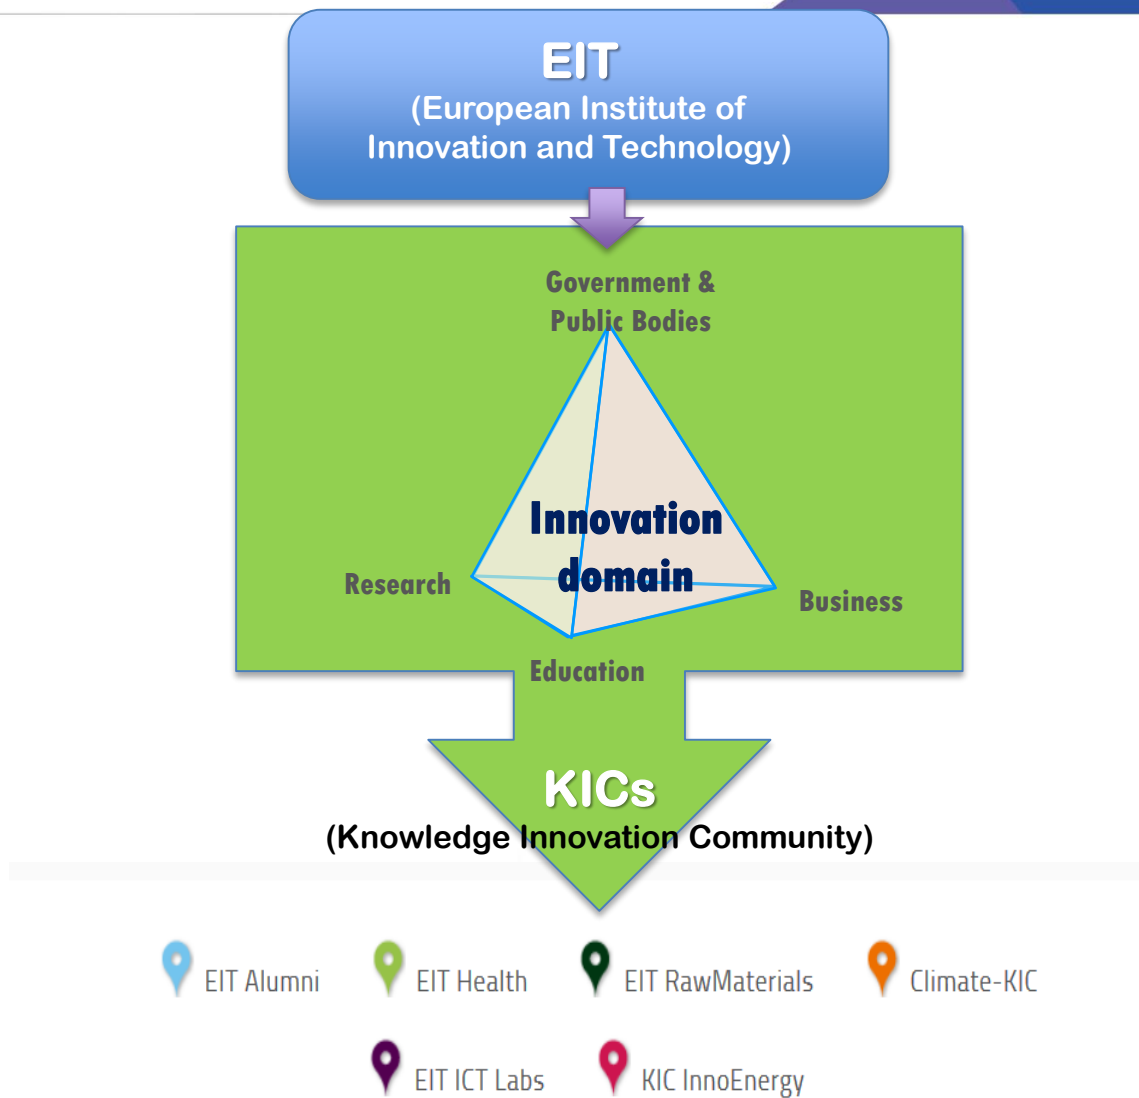 EIT
(European Institute of
Innovation and Technology)
Government &
Public Bodies
Innovation
domain
Research
Business
Education
KICs
(Knowledge Innovation Community)
EIT Alumni
EIT Health
EIT RawMaterials
Climate-KIC
EIT ICT Labs
KIC InnoEnergy